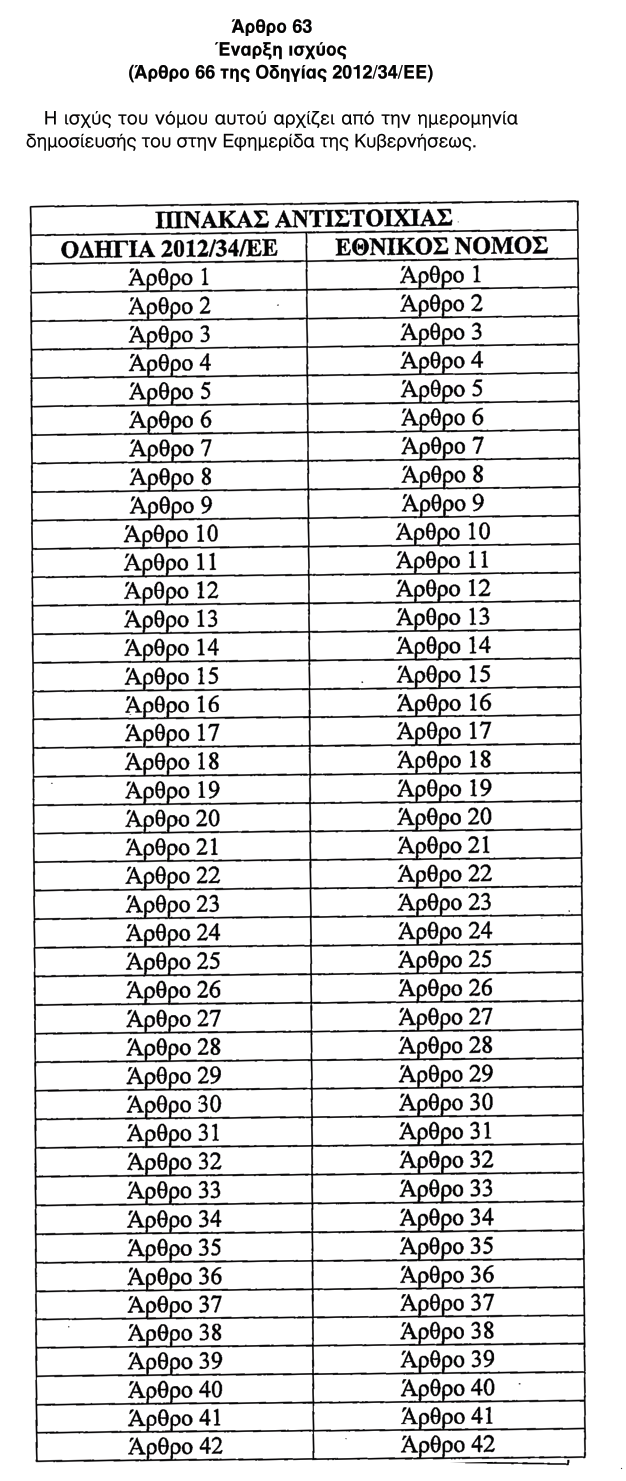 Άρθρο 63
Έναρξη ισχύος
(Άρθρο 66 της Οδηγίας 2012/34/ΕΕ)
Η ισχύς του νόμου αυτού αρχίζει από την ημερομηνία
δημοσίευσής του στην Εφημερίδα της Κυβερνήσεως.
ΠΙΝΑΚΑΣ ΑΝΤΙΣΤΟΙΧΙΑΣ
ΟΔΗΓΙΑ 2012/34/ΕΕ ΕΘΝΙΚΟΣ ΝΟΜΟΣ
Άρθρο 1 Άρθρο 1
Άρθρο 2 Άρθρο 2
Άρθρο 3 Άρθρο 3
Άρθρο 4 Άρθρο 4
Άρθρο 5 Άρθρο 5
Άρθρο 6 Άρθρο 6
Άρθρο 7 Άρθρο 7
Άρθρο 8 Άρθρο 8
Άρθρο 9 Άρθρο 9
Άρθρο 10 Άρθρο 10
Άρθρο 11 Άρθρο 11
Άρθρο 12 Άρθρο 12
Άρθρο 13 Άρθρο 13
Άρθρο 14 Άρθρο 14
Άρθρο 15 Άρθρο 15
Άρθρο 16 Άρθρο 16
Άρθρο 17 Άρθρο 17
Άρθρο 18 Άρθρο 18
Άρθρο 19 Άρθρο 19
Άρθρο 20 Άρθρο 20
Άρθρο 21 Άρθρο 21
Άρθρο 22 Άρθρο 22
Άρθρο 23 Άρθρο 23
Άρθρο 24 Άρθρο 24
Άρθρο 25 Άρθρο 25
Άρθρο 26 Άρθρο 26
Άρθρο 27 Άρθρο 27
Άρθρο 28 Άρθρο 28
Άρθρο 29 Άρθρο 29
Άρθρο 30 Άρθρο 30
Άρθρο 31 Άρθρο 31
Άρθρο 32 Άρθρο 32
Άρθρο 33 Άρθρο 33
Άρθρο 34 Άρθρο 34
Άρθρο 35 Άρθρο 35
Άρθρο 36 Άρθρο 36
Άρθρο 37 Άρθρο 37
Άρθρο 38 Άρθρο 38
Άρθρο 39 Άρθρο 39
Άρθρο 40 Άρθρο 40
Άρθρο 41 Άρθρο 41
Άρθρο 42 Άρθρο 42